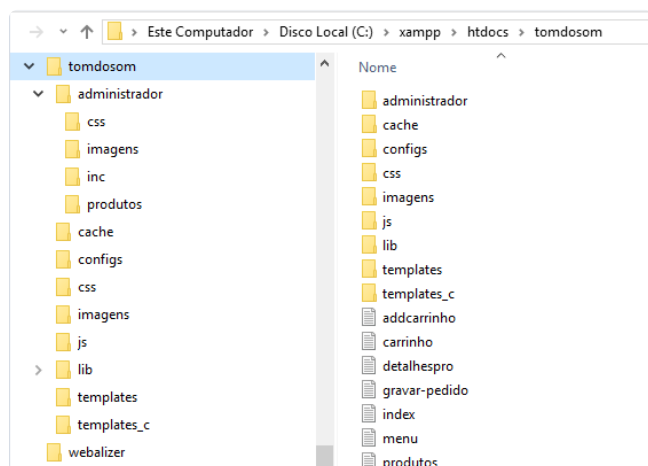 Este Computador > Disco Local (C:) > xampp > htdocs > tomdosom
tomdosom
administrador
css
imagens
inc
produtos
cache
configs
css
imagens
js
lib
templates
templates_c
webalizer
Nome
administrador
cache
configs
css
imagens
js
lib
templates
templates_c
addcarrinho
carrinho
detalhespro
gravar-pedido
index
menu
produtos